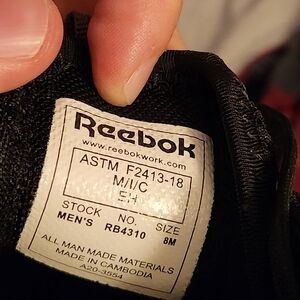 Reebok
www.reebokwork.com
ASTM F2413-18
M/I/C
EH
STOCK NO. SIZE
MEN'S RB4310 8M
ALL MAN MADE MATERIALS
MADE IN CAMBODIA
A20-3554